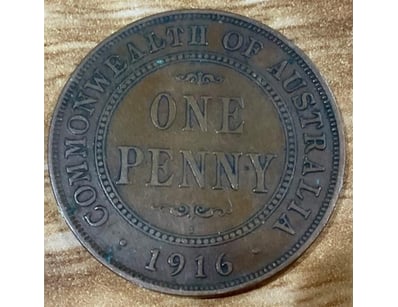 COMMONWEALTH OF AUSTRALIA
ONE
PENNY
· 1916 ·